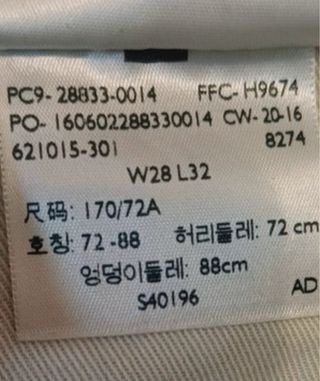 PC9-28833-0014 FFC-H9674
PO-160602288330014 CW-20-16
621015-301 8274
W28 L32
尺码: 170/72A
호칭: 72-88 허리둘레: 72 cm
엉덩이둘레: 88cm
S40196 AD